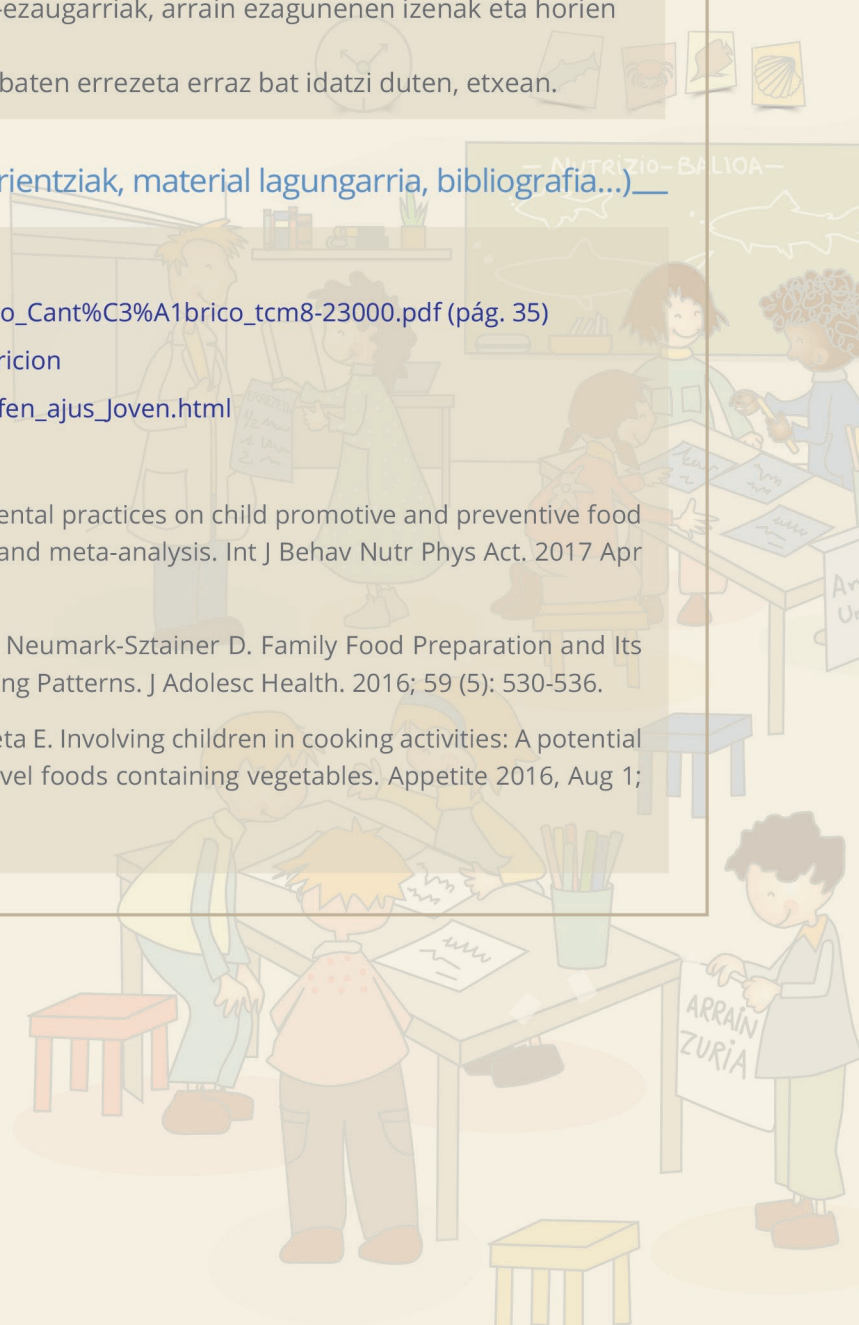 -ezaugarriak, arrain ezagunenen izenak eta horien
baten errezeta erraz bat idatzi duten, etxean.
— NUTRIZIO-BALIOA—
rientziak, material lagungarria, bibliografia...)__
o_Cant%C3%A1brico_tcm8-23000.pdf (pág. 35)
ricion
fen_ajus_Joven.html
ental practices on child promotive and preventive food
and meta-analysis. Int J Behav Nutr Phys Act. 2017 Apr
Neumark-Sztainer D. Family Food Preparation and Its
ng Patterns. J Adolesc Health. 2016; 59 (5): 530-536.
eta E. Involving children in cooking activities: A potential
vel foods containing vegetables. Appetite 2016, Aug 1;
ARRAIN
ZURIA